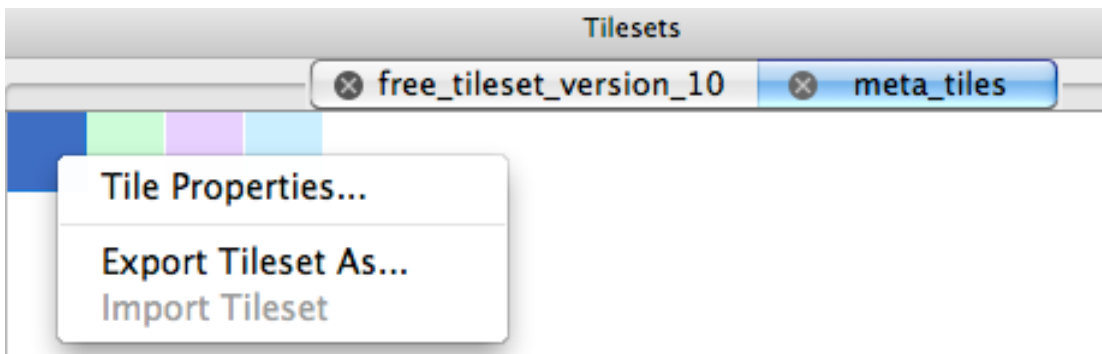 Tilesets
free_tileset_version_10 meta_tiles
Tile Properties...
Export Tileset As...
Import Tileset